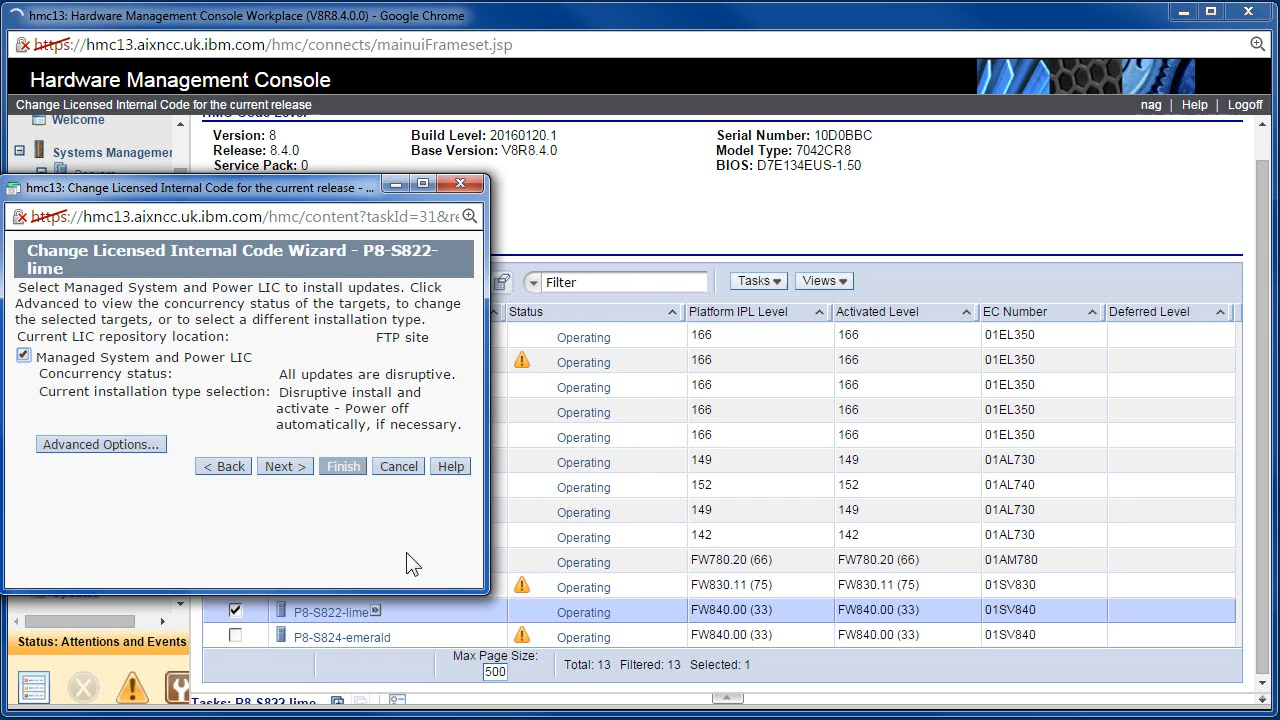 hmc13: Hardware Management Console Workplace (V8R8.4.0.0) - Google Chrome
https://hmc13.aixncc.uk.ibm.com/hmc/connects/mainuiFrameset.jsp
Hardware Management Console
Change Licensed Internal Code for the current release
nag | Help | Logoff
Welcome
Systems Managemen
HMC Code Level
Version: 8
Build Level: 20160120.1
Serial Number: 10D0BBC
Release: 8.4.0
Base Version: V8R8.4.0
Model Type: 7042CR8
Service Pack: 0
BIOS: D7E134EUS-1.50
hmc13: Change Licensed Internal Code for the current release - ...
https://hmc13.aixncc.uk.ibm.com/hmc/content?taskId=31&re
Change Licensed Internal Code Wizard - P8-S822-
lime
Select Managed System and Power LIC to install updates. Click
Advanced to view the concurrency status of the targets, to change
the selected targets, or to select a different installation type.
Current LIC repository location: FTP site
Managed System and Power LIC
Concurrency status: All updates are disruptive.
Current installation type selection: Disruptive install and
activate - Power off
automatically, if necessary.
Advanced Options...
< Back
Next >
Finish
Cancel
Help
Filter
Tasks
Views
Status Platform IPL Level Activated Level EC Number Deferred Level
Operating 166 166 01EL350
Operating 166 166 01EL350
Operating 166 166 01EL350
Operating 166 166 01EL350
Operating 166 166 01EL350
Operating 149 149 01AL730
Operating 152 152 01AL740
Operating 149 149 01AL730
Operating 142 142 01AL730
Operating FW780.20 (66) FW780.20 (66) 01AM780
Operating FW830.11 (75) FW830.11 (75) 01SV830
P8-S822-lime Operating FW840.00 (33) FW840.00 (33) 01SV840
P8-S824-emerald Operating FW840.00 (33) FW840.00 (33) 01SV840
Max Page Size:
500
Total: 13 Filtered: 13 Selected: 1
Status: Attentions and Events
Tasks: P8-S822-lime